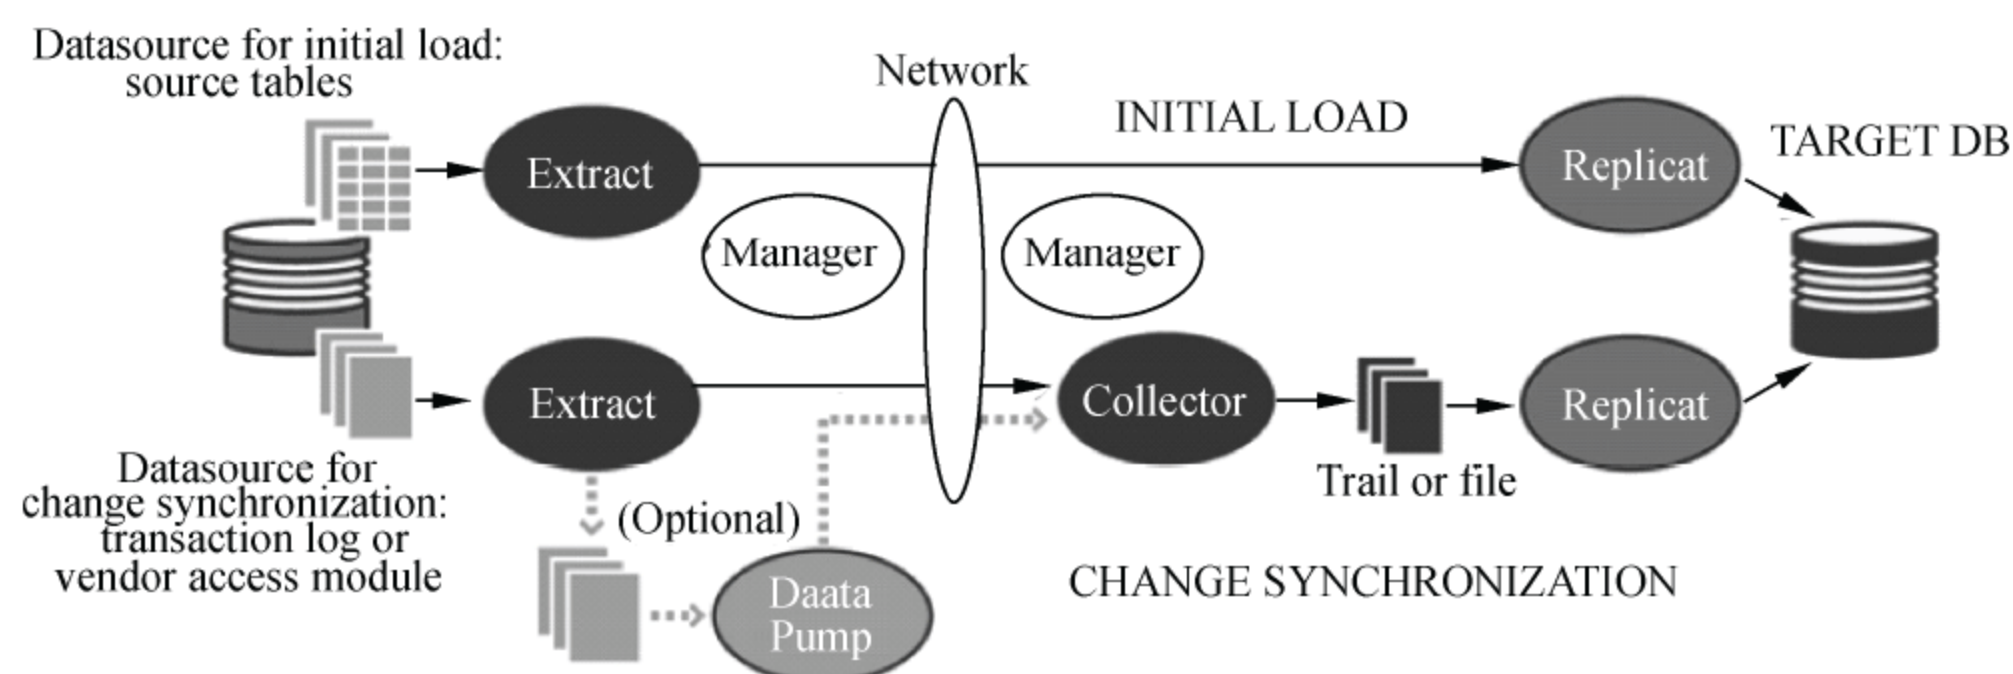 Datasource for initial load:
source tables
Network
INITIAL LOAD
TARGET DB
Extract
Replicat
Manager
Manager
Extract
Collector
Replicat
Trail or file
Datasource for
change synchronization:
transaction log or
vendor access module
(Optional)
Daata
Pump
CHANGE SYNCHRONIZATION